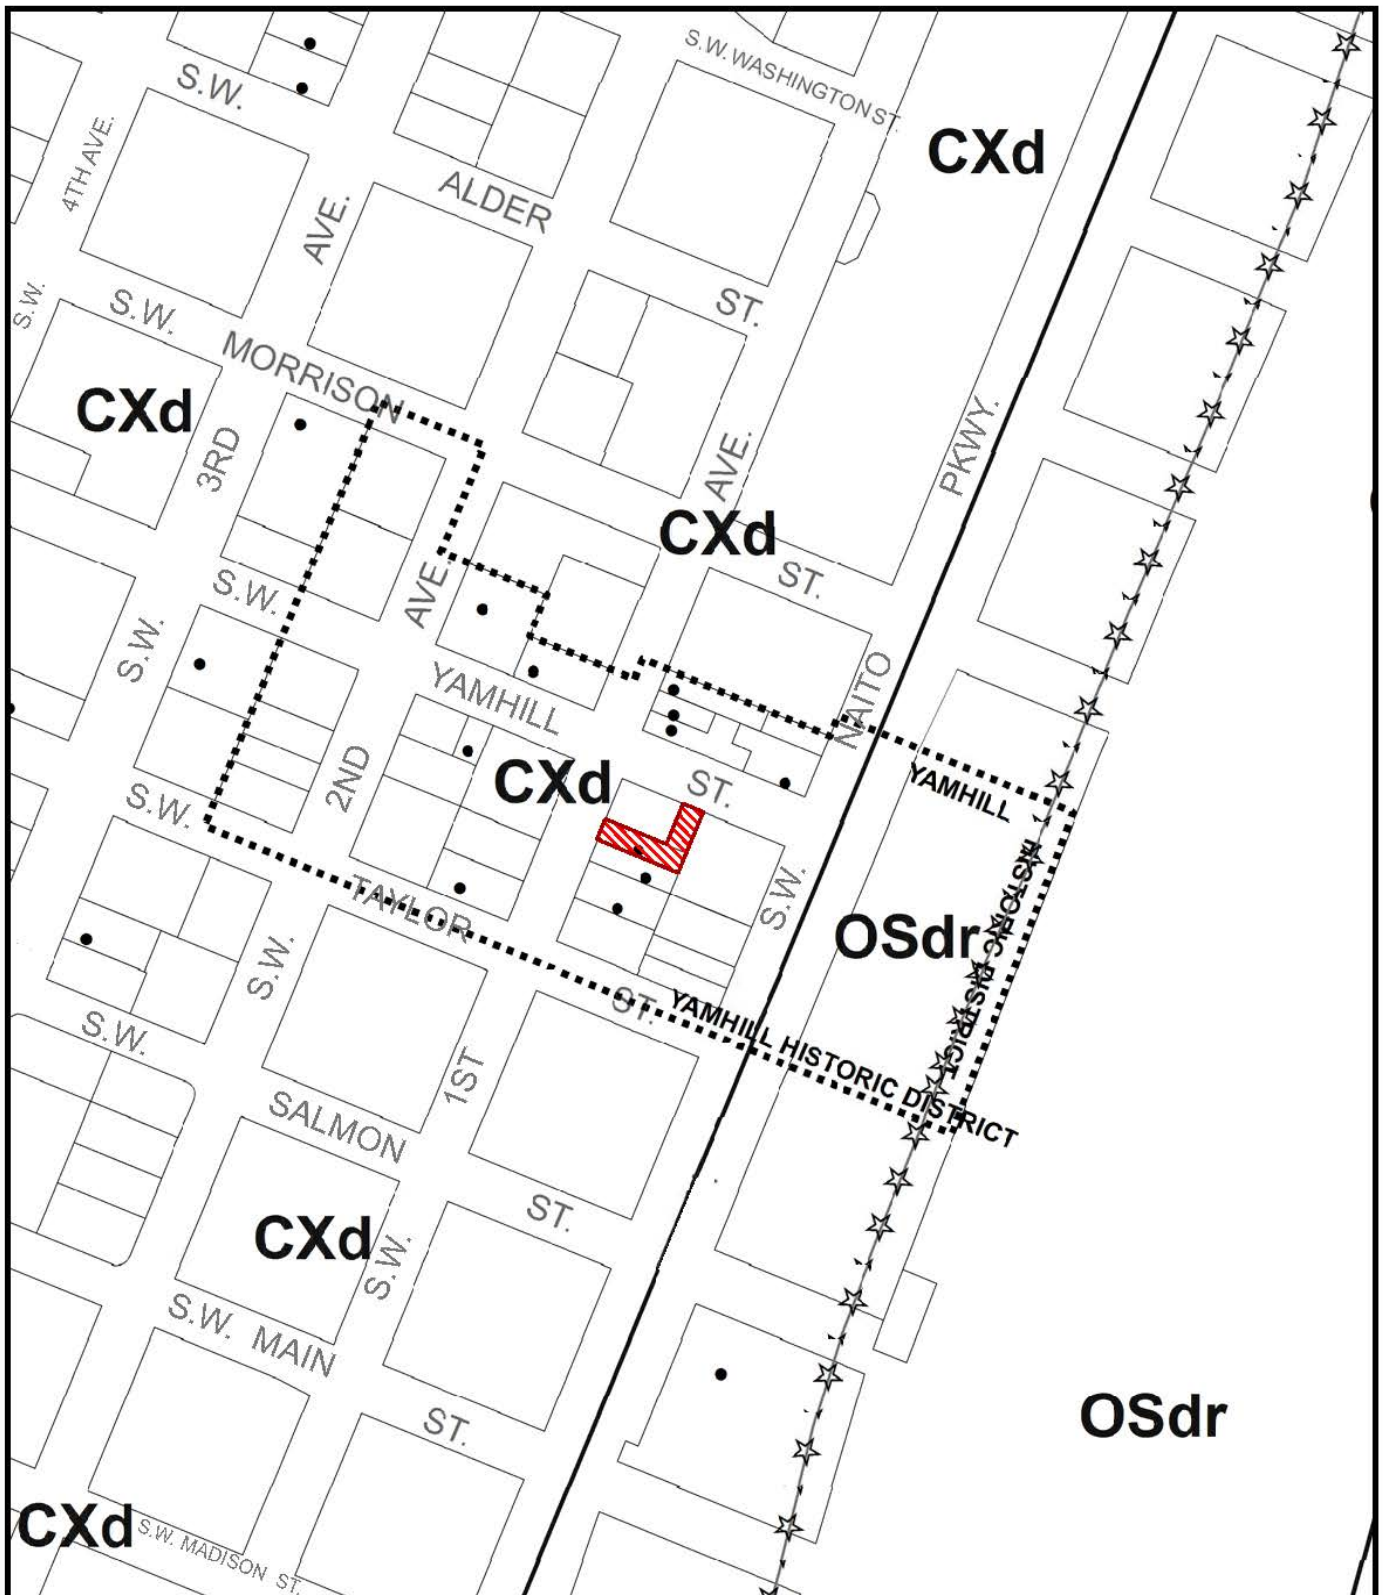 S.W. WASHINGTON ST.
S.W.
4TH AVE.
CXd
ALDER
AVE.
S.W.
S.W.
ST.
MORRISON
CXd
3RD
AVE.
PKWY.
CXd
ST.
S.W.
AVE.
S.W.
NAITO
YAMHILL
2ND
CXd
ST.
YAMHILL
S.W.
HISTORIC DISTRICT
TAYLOR
S.W.
OSdr
S.W.
ST.
YAMHILL HISTORIC DISTRICT
S.W.
1ST
SALMON
ST.
CXd
S.W.
S.W. MAIN
ST.
OSdr
CXd
S.W. MADISON ST.